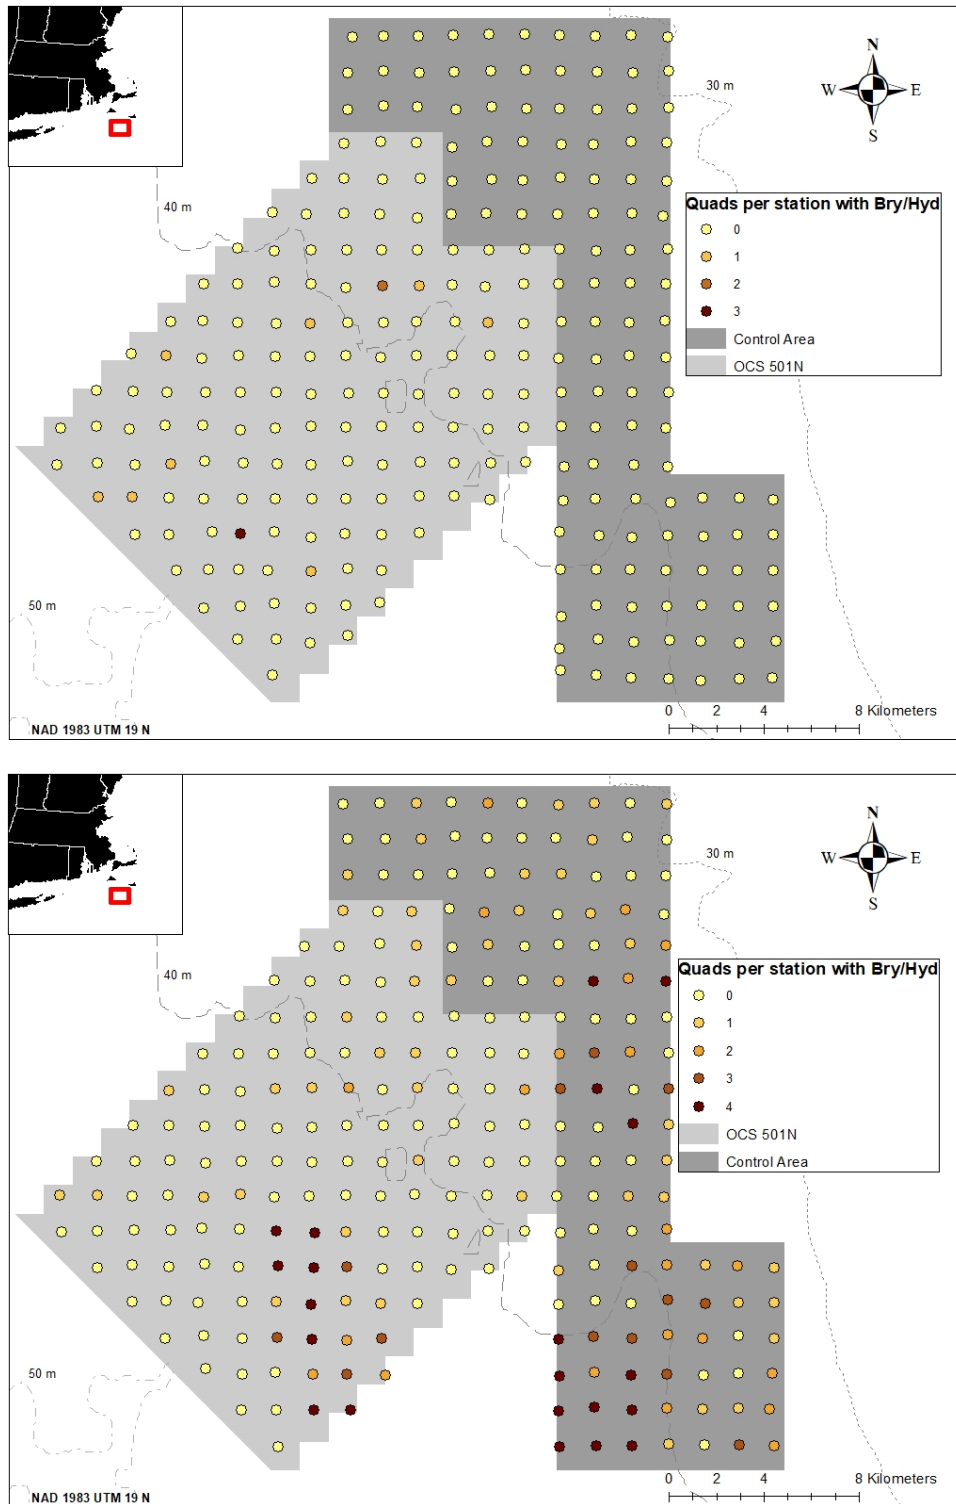 N
W E
S
30 m
40 m
Quads per station with Bry/Hyd
0
1
2
3
Control Area
OCS 501N
50 m
0 2 4 8 Kilometers
NAD 1983 UTM 19 N
N
W E
S
30 m
40 m
Quads per station with Bry/Hyd
0
1
2
3
4
OCS 501N
Control Area
50 m
0 2 4 8 Kilometers
NAD 1983 UTM 19 N